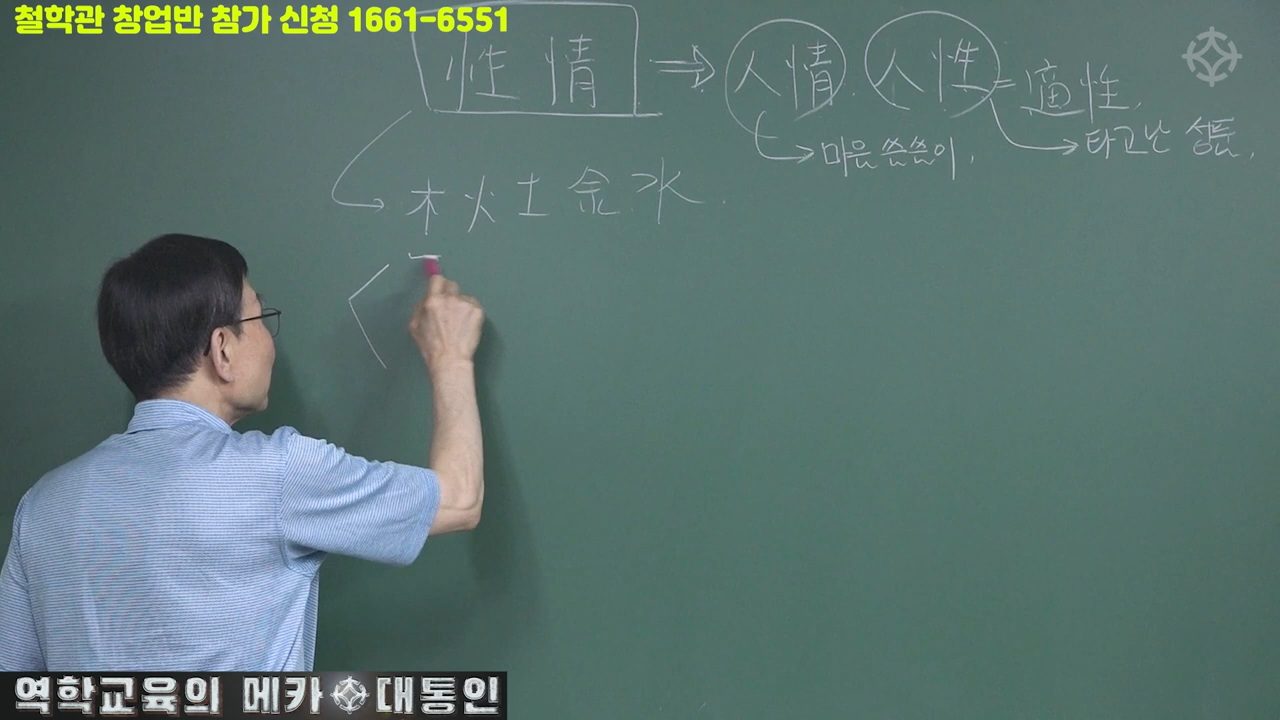 철학관 창업반 참가 신청 1661-6551
性情 ⇒ 人情. 人性 = 適性.
마음 씀씀이. → 타고난 성품.
木火土金水.
역학교육의 메카 대통인